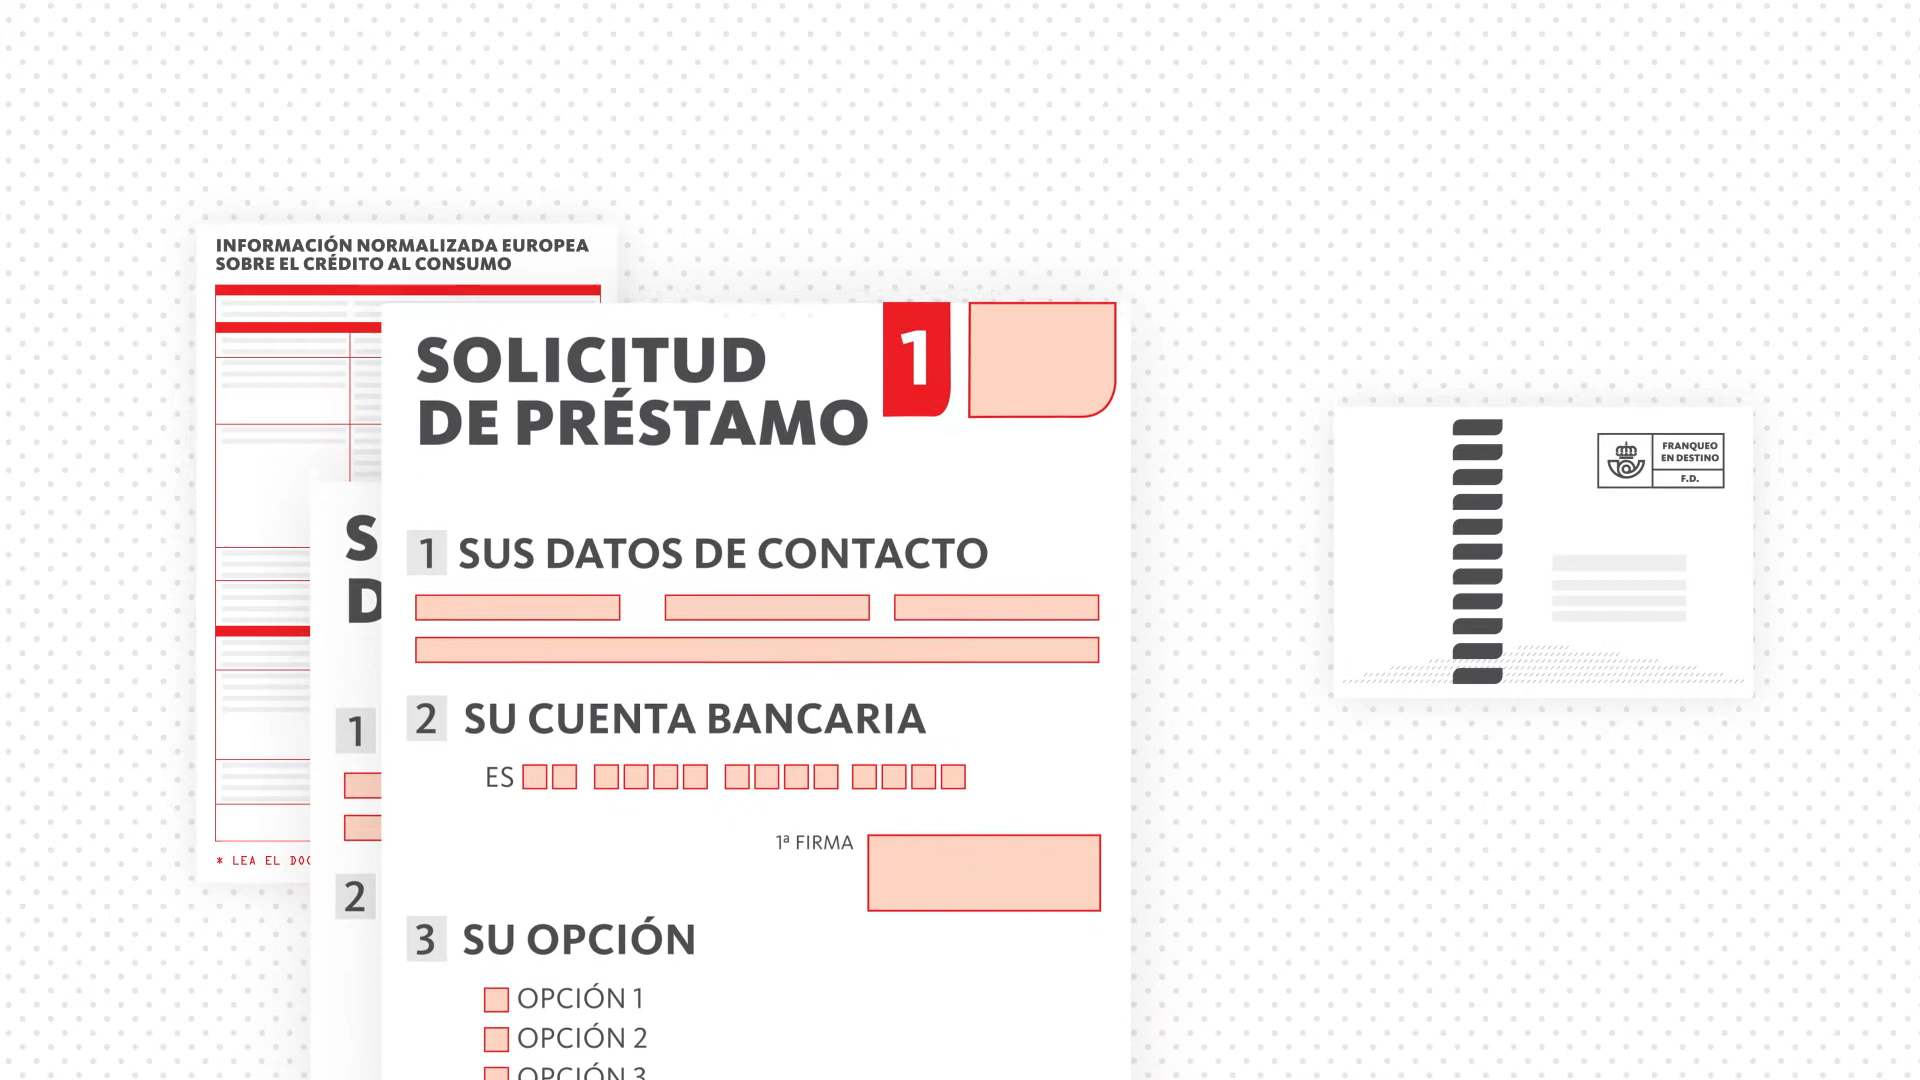 INFORMACIÓN NORMALIZADA EUROPEA
SOBRE EL CRÉDITO AL CONSUMO
* LEA EL
S
D
1
2
SOLICITUD
DE PRÉSTAMO
1
1 SUS DATOS DE CONTACTO
2 SU CUENTA BANCARIA
ES
1ª FIRMA
3 SU OPCIÓN
OPCIÓN 1
OPCIÓN 2
OPCIÓN 3
FRANQUEO
EN DESTINO
F.D.